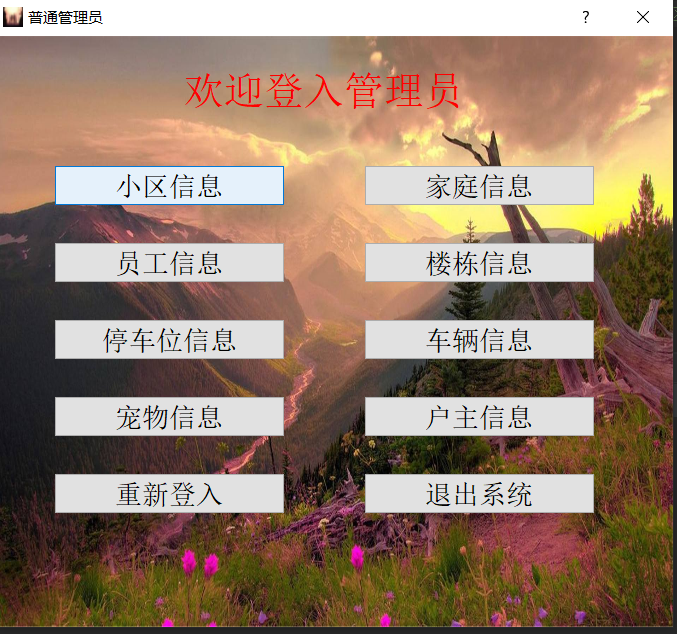 普通管理员
?
欢迎登入管理员
小区信息
家庭信息
员工信息
楼栋信息
停车位信息
车辆信息
宠物信息
户主信息
重新登入
退出系统